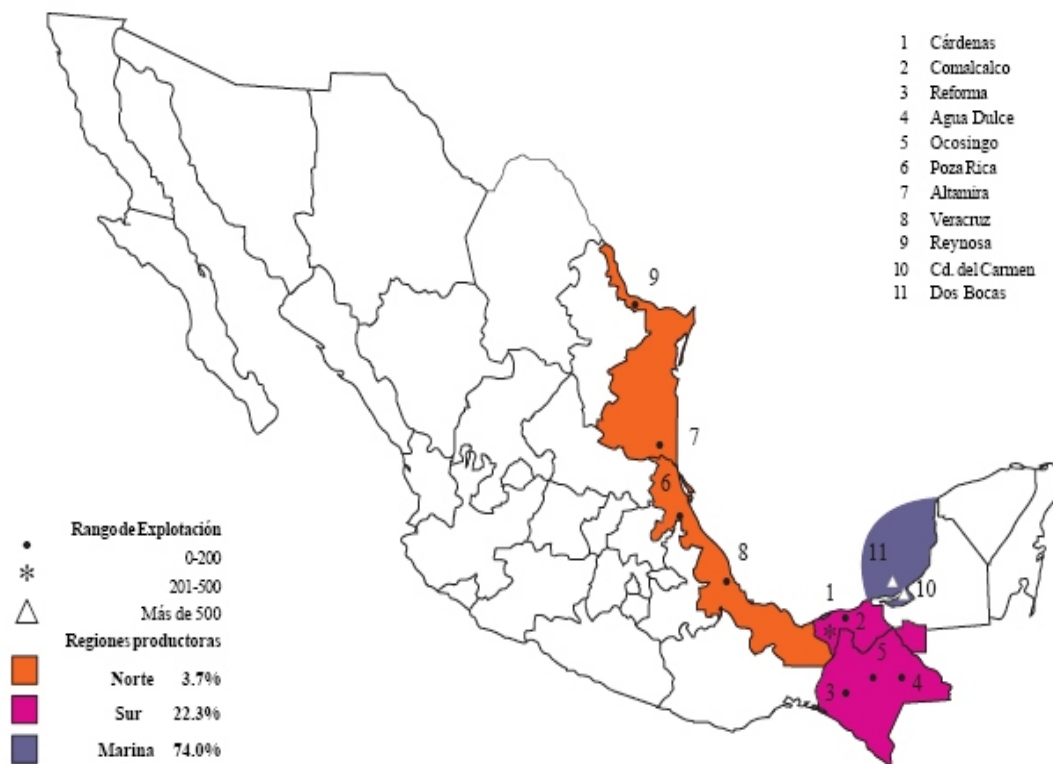 1 Cárdenas
2 Comalcalco
3 Reforma
4 Agua Dulce
5 Ocosingo
6 Poza Rica
7 Altamira
8 Veracruz
9 Reynosa
10 Cd. del Carmen
11 Dos Bocas
9
7
6
8
11
10
1
2
5
3
4
Rango de Explotación
0-200
201-500
Más de 500
Regiones productoras
Norte 3.7%
Sur 22.3%
Marina 74.0%